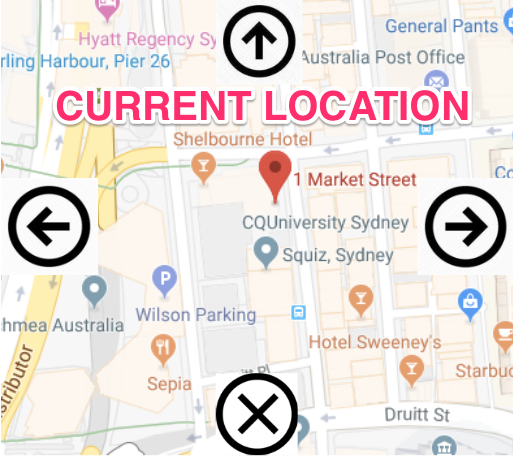 General Pants
Hyatt Regency Sy
rling Harbour, Pier 26
Australia Post Office
CURRENT LOCATION
Shelbourne Hotel
1 Market Street
Co
CQUniversity Sydney
Squiz, Sydney
P
Wilson Parking
hmea Australia
Hotel Sweeney's
Sepia
Starbuc
stributor
Druitt St